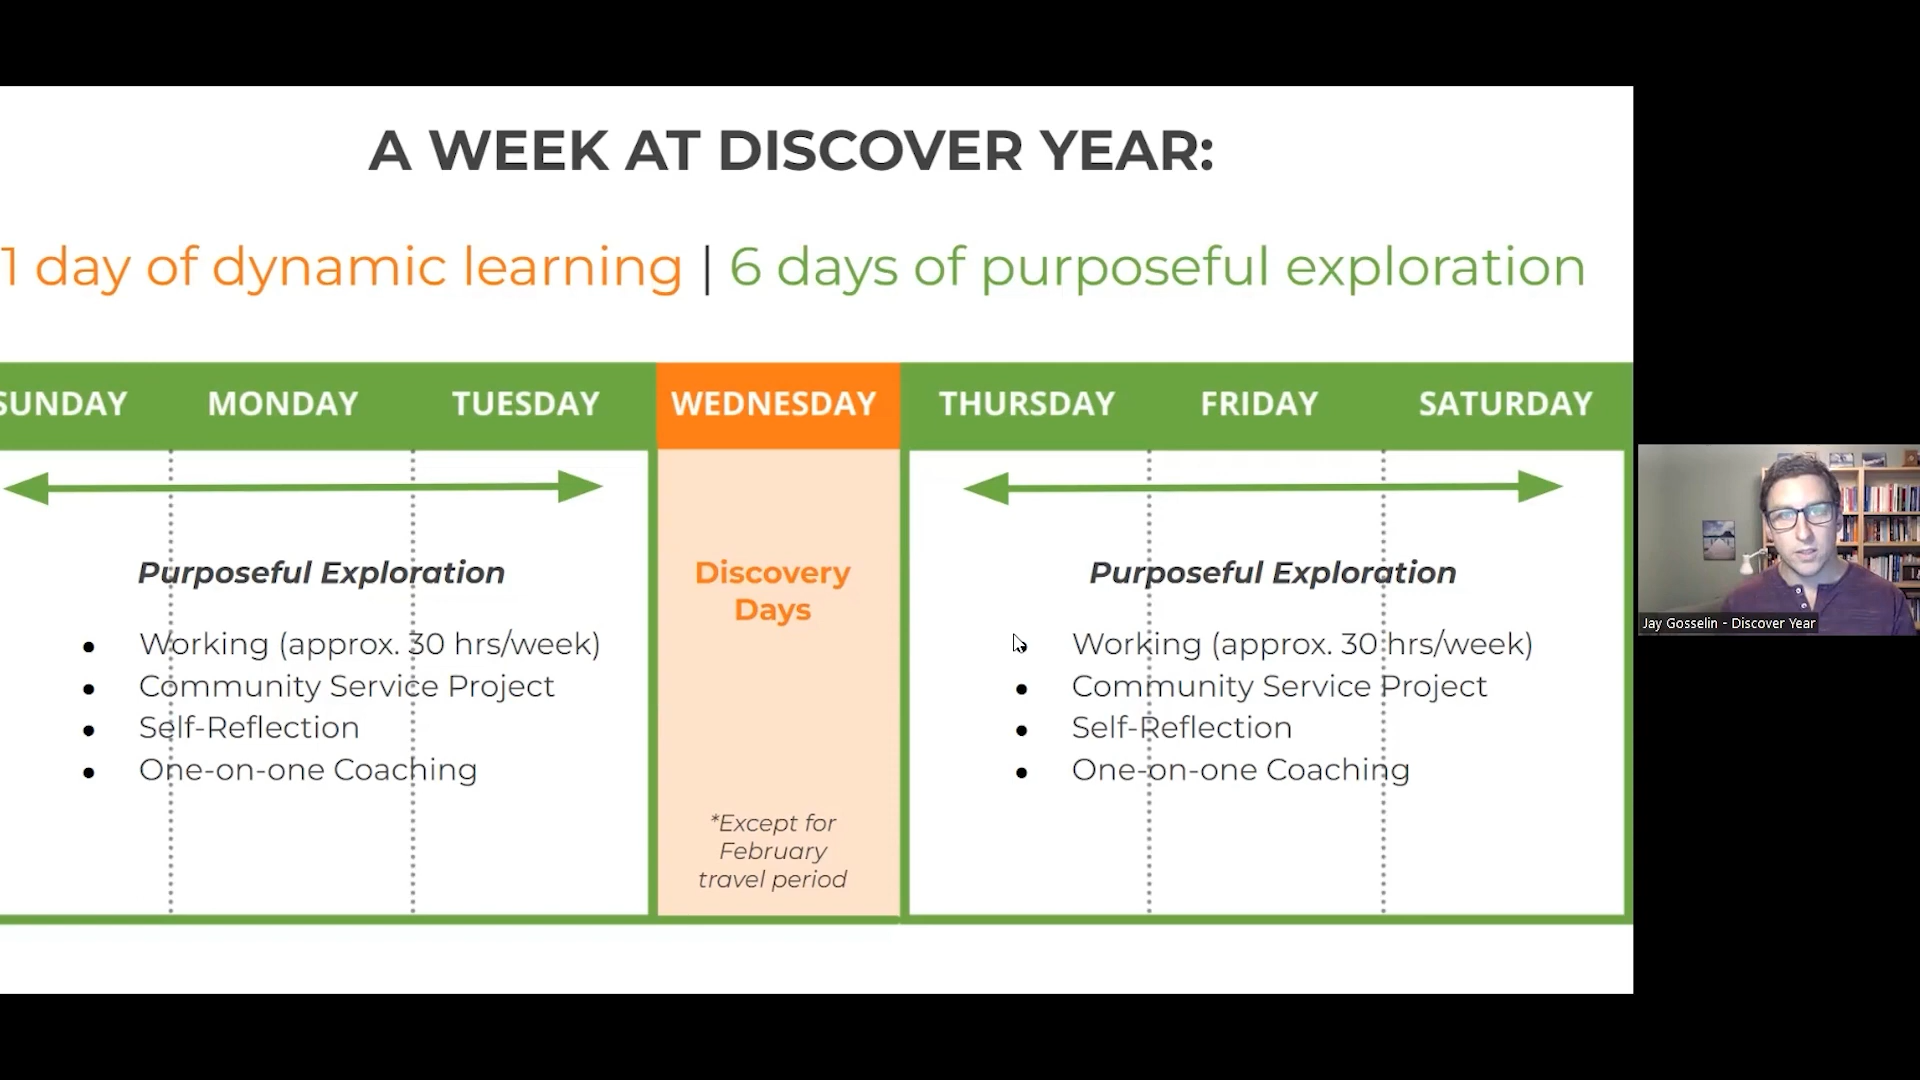 A WEEK AT DISCOVER YEAR:
1 day of dynamic learning | 6 days of purposeful exploration
SUNDAY MONDAY TUESDAY WEDNESDAY THURSDAY FRIDAY SATURDAY
Purposeful Exploration
• Working (approx. 30 hrs/week)
• Community Service Project
• Self-Reflection
• One-on-one Coaching
Discovery
Days
*Except for
February
travel period
Purposeful Exploration
• Working (approx. 30 hrs/week)
• Community Service Project
• Self-Reflection
• One-on-one Coaching
Jay Gosselin - Discover Year